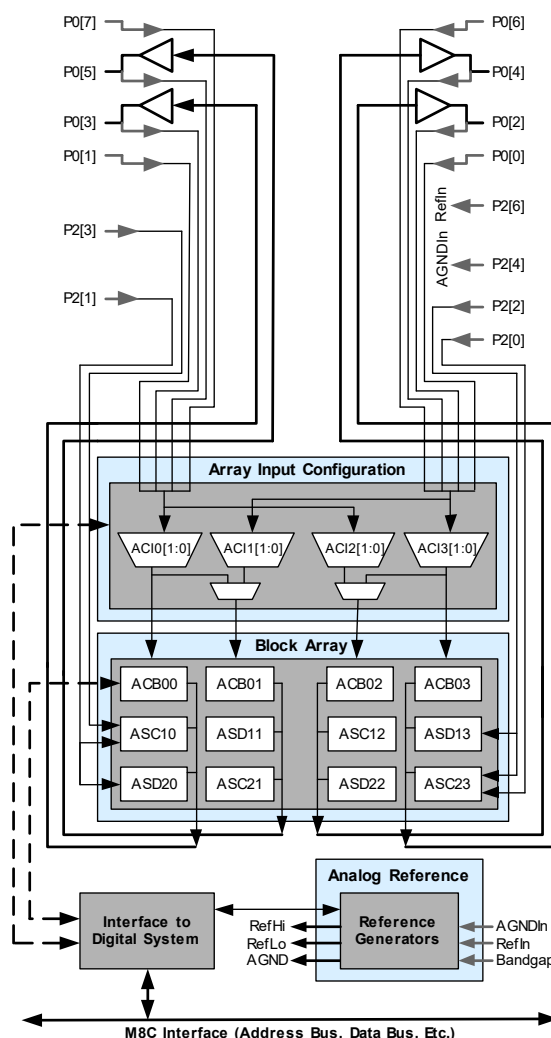 P0[7] P0[6]
P0[5] P0[4]
P0[3] P0[2]
P0[1] P0[0]
RefIn
P2[6]
P2[3]
AGNDIn
P2[4]
P2[1] P2[2]
P2[0]
Array Input Configuration
ACI0[1:0] ACI1[1:0] ACI2[1:0] ACI3[1:0]
Block Array
ACB00 ACB01 ACB02 ACB03
ASC10 ASD11 ASC12 ASD13
ASD20 ASC21 ASD22 ASC23
Analog Reference
Interface to
Digital System
RefHi
RefLo
AGND
Reference
Generators
AGNDIn
RefIn
Bandgap
M8C Interface (Address Bus, Data Bus, Etc.)